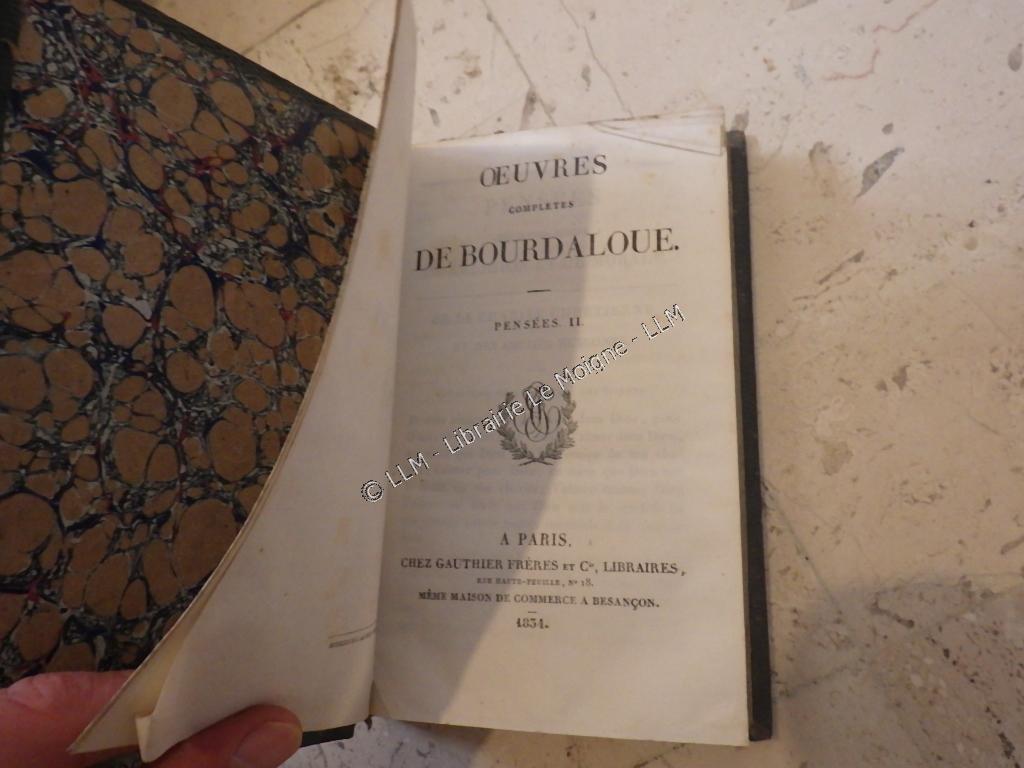 ŒUVRES
COMPLÈTES
DE BOURDALOUE.
PENSÉES. II.
© LLM - Librairie Le Moigne - LLM
A PARIS,
CHEZ GAUTHIER FRÈRES ET Cie, LIBRAIRES,
RUE HAUTE-FEUILLE, No 18.
MÊME MAISON DE COMMERCE A BESANÇON.
1834.